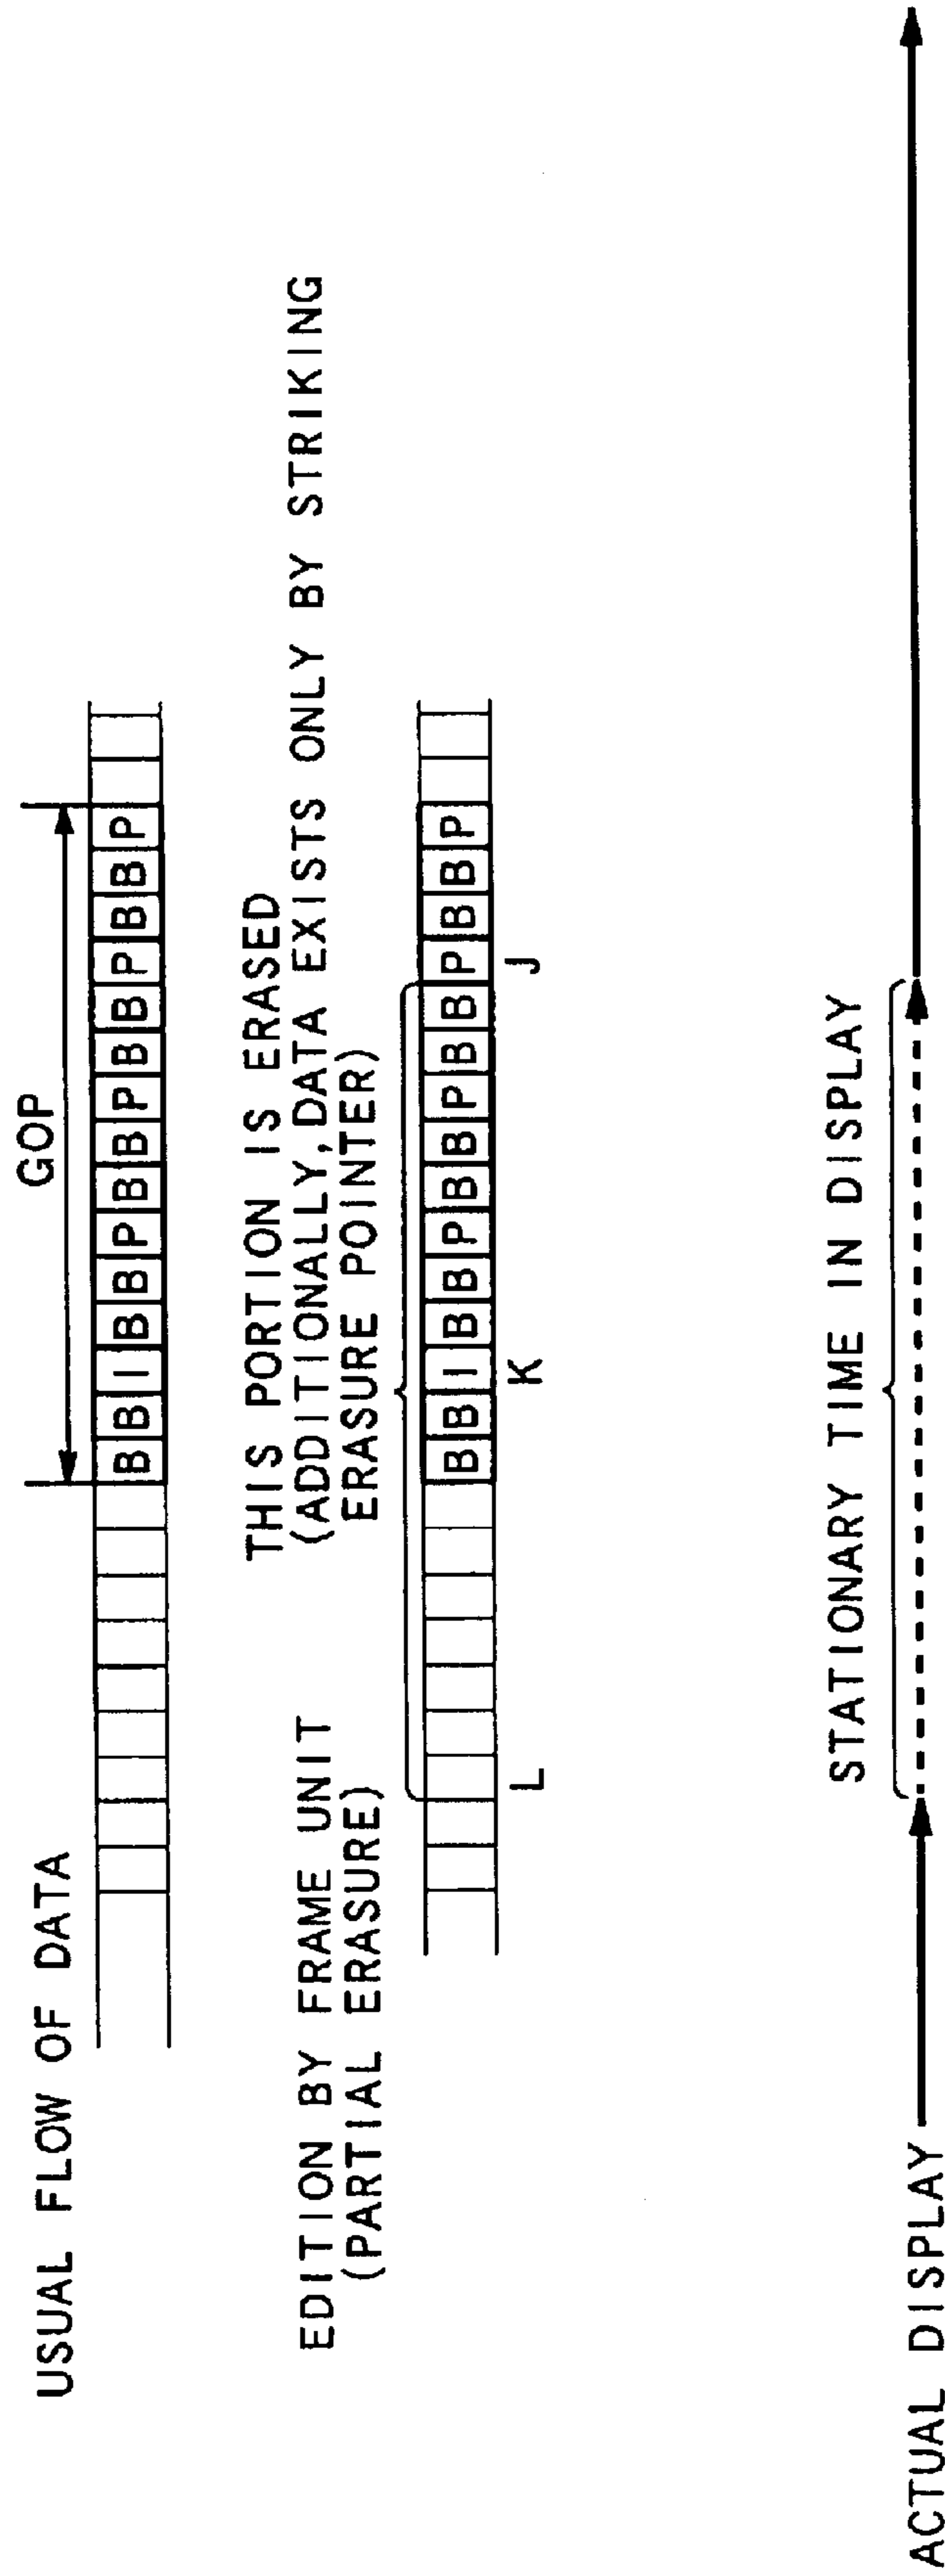 USUAL FLOW OF DATA
GOP
B B I B B P B B P B B P B B P
EDITION BY FRAME UNIT
(PARTIAL ERASURE)
THIS PORTION IS ERASED
(ADDITIONALLY,DATA EXISTS ONLY BY STRIKING
ERASURE POINTER)
B B I B B P B B P B B P B B P
L K J
STATIONARY TIME IN DISPLAY
ACTUAL DISPLAY